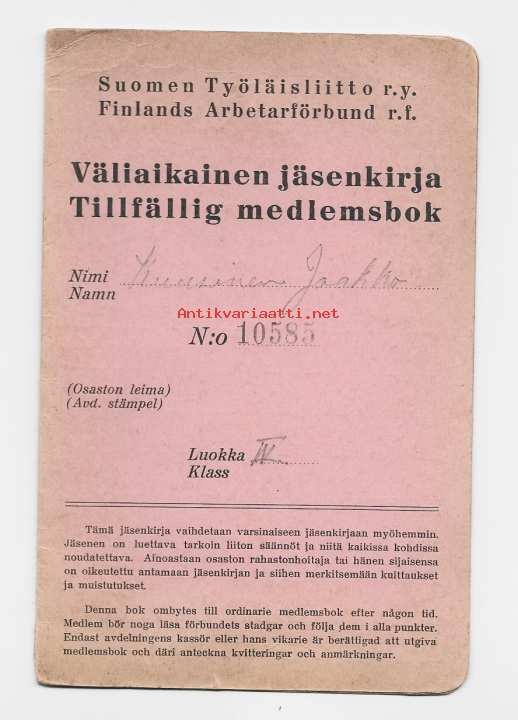 Suomen Työläisliitto r.y.
Finlands Arbetarförbund r.f.
Väliaikainen jäsenkirja
Tillfällig medlemsbok
Nimi Kuusinen Jaakko
Namn
Antikvariaatti.net
N:o 10585
(Osaston leima)
(Avd. stämpel)
Luokka IV
Klass
Tämä jäsenkirja vaihdetaan varsinaiseen jäsenkirjaan myöhemmin.
Jäsenen on luettava tarkoin liiton säännöt ja niitä kaikissa kohdissa
noudatettava. Ainoastaan osaston rahastonhoitaja tai hänen sijaisensa
on oikeutettu antamaan jäsenkirjan ja siihen merkitsemään kuittaukset
ja muistutukset.
Denna bok ombytes till ordinarie medlemsbok efter någon tid.
Medlem bör noga läsa förbundets stadgar och följa dem i alla punkter.
Endast avdelningens kassör eller hans vikarie är berättigad att utgiva
medlemsbok och däri anteckna kvitteringar och anmärkningar.